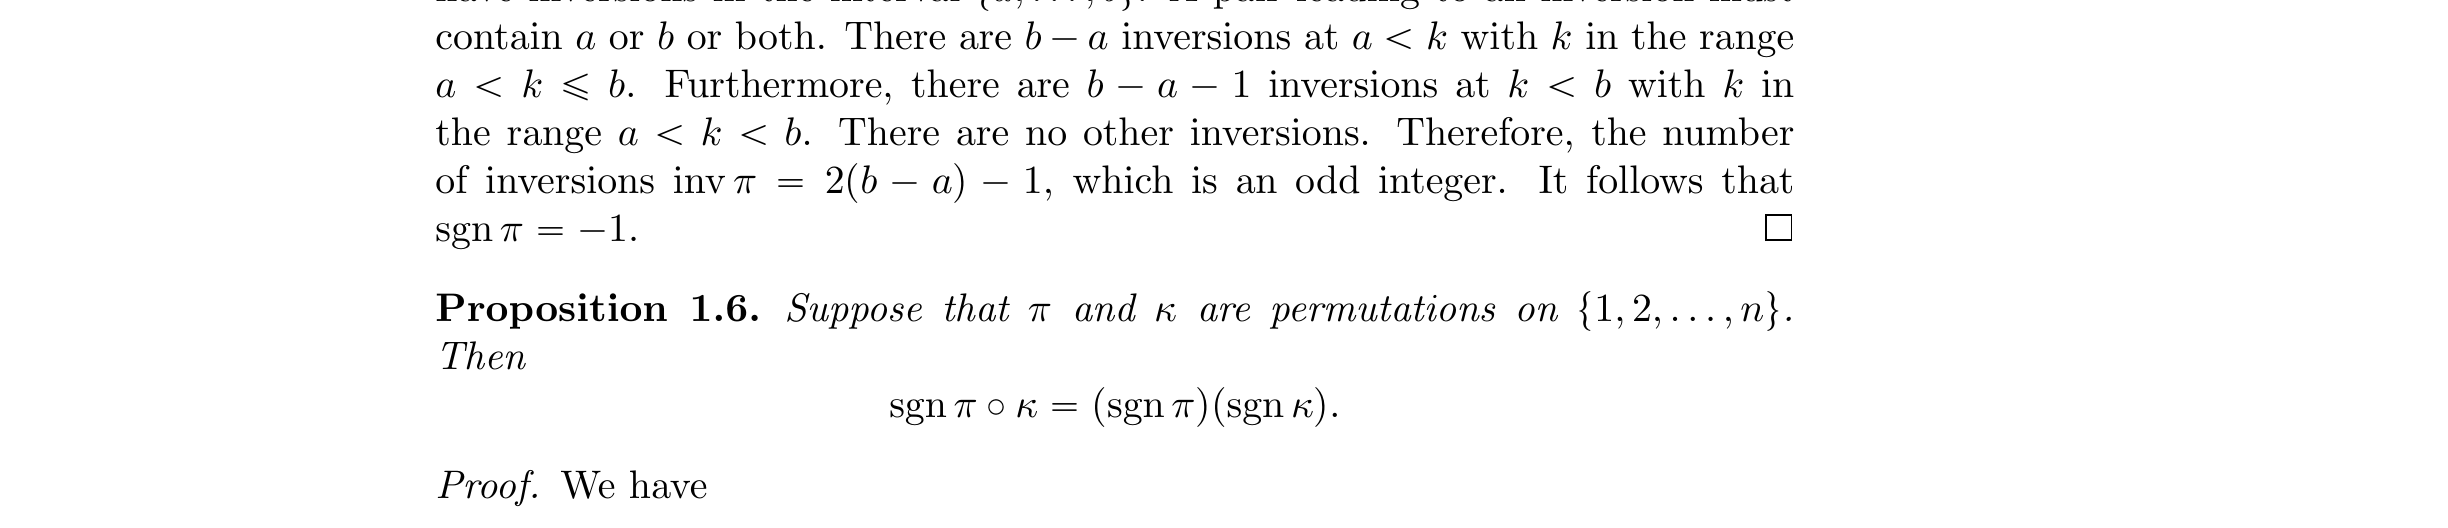 contain a or b or both. There are b − a inversions at a < k with k in the range
a < k ⩽ b. Furthermore, there are b − a − 1 inversions at k < b with k in
the range a < k < b. There are no other inversions. Therefore, the number
of inversions inv π = 2(b − a) − 1, which is an odd integer. It follows that
sgn π = −1. □
Proposition 1.6. Suppose that π and κ are permutations on {1, 2, . . . , n}.
Then
sgn π ∘ κ = (sgn π)(sgn κ).
Proof. We have